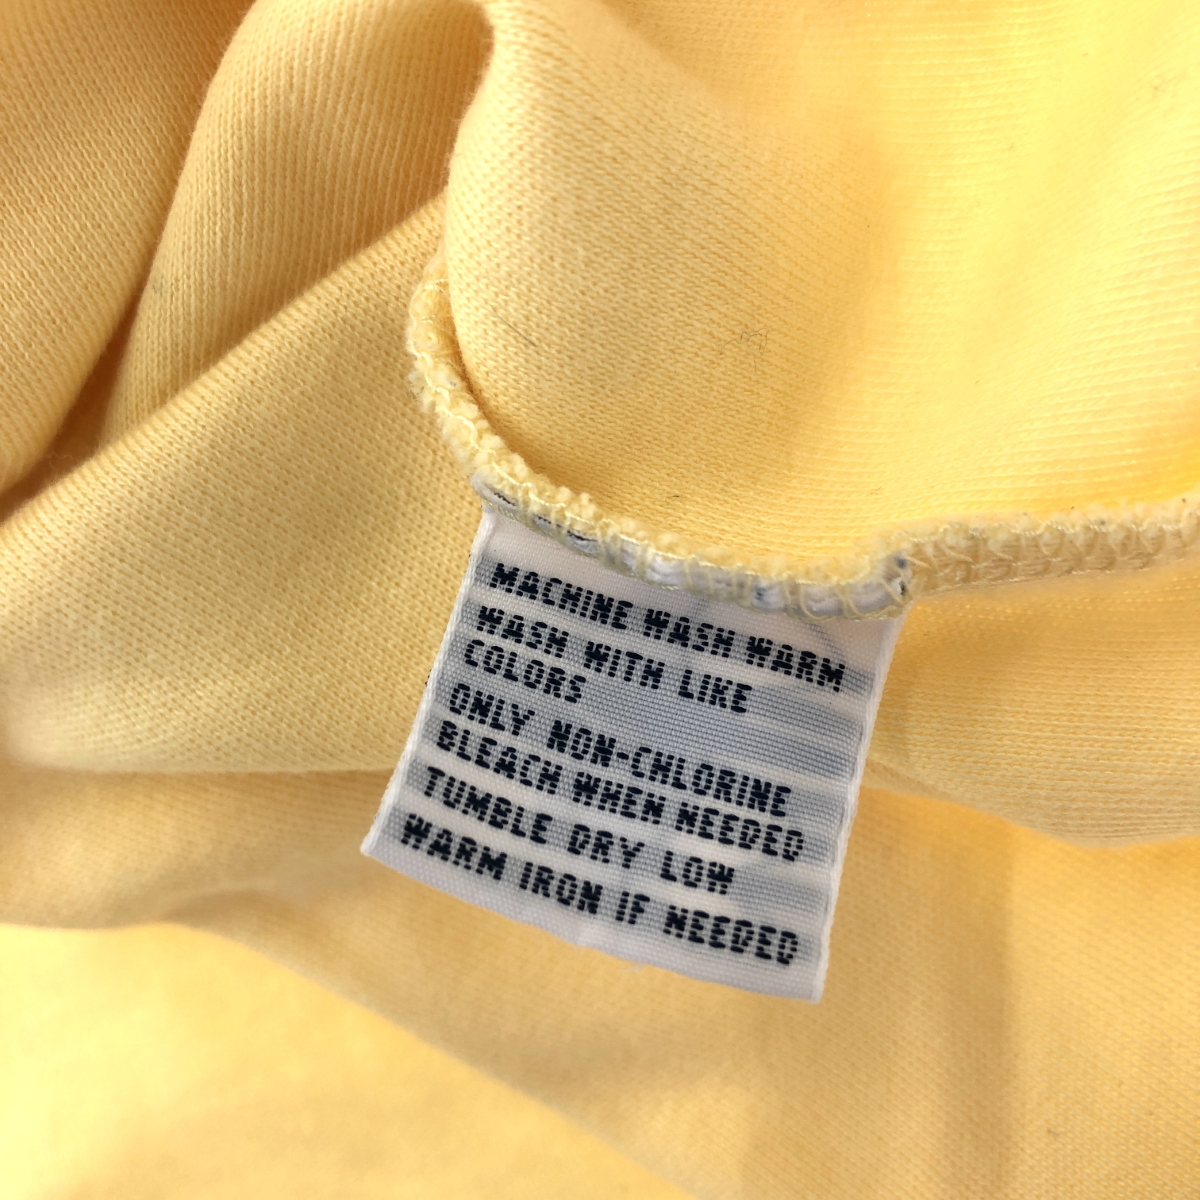 MACHINE WASH WARM
WASH WITH LIKE
COLORS
ONLY NON-CHLORINE
BLEACH WHEN NEEDED
TUMBLE DRY LOW
WARM IRON IF NEEDED